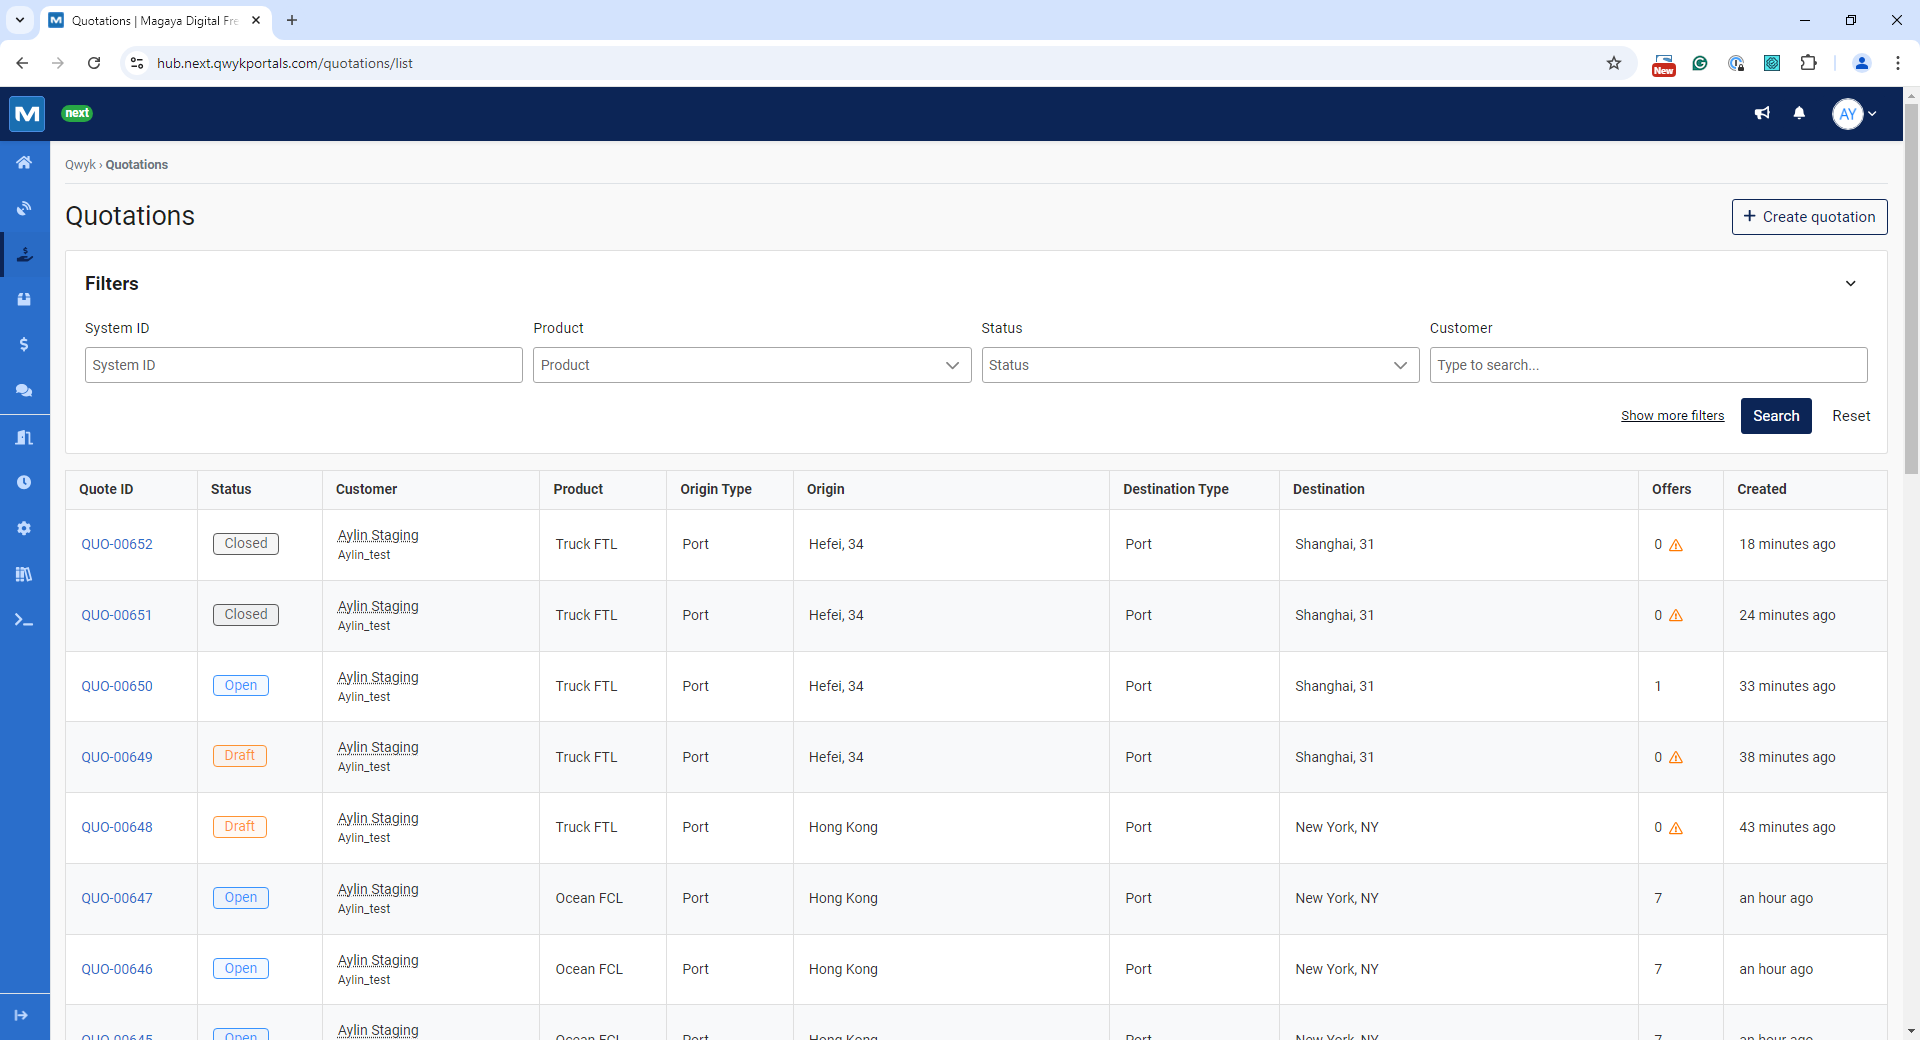 Quotations | Magaya Digital Fre
hub.next.qwykportals.com/quotations/list
New
next
AY
Qwyk › Quotations
Quotations
+ Create quotation
Filters
System ID Product Status Customer
System ID Product Status Type to search...
Show more filters Search Reset
Quote ID Status Customer Product Origin Type Origin Destination Type Destination Offers Created
QUO-00652 Closed Aylin Staging Truck FTL Port Hefei, 34 Port Shanghai, 31 0 18 minutes ago
Aylin_test
QUO-00651 Closed Aylin Staging Truck FTL Port Hefei, 34 Port Shanghai, 31 0 24 minutes ago
Aylin_test
QUO-00650 Open Aylin Staging Truck FTL Port Hefei, 34 Port Shanghai, 31 1 33 minutes ago
Aylin_test
QUO-00649 Draft Aylin Staging Truck FTL Port Hefei, 34 Port Shanghai, 31 0 38 minutes ago
Aylin_test
QUO-00648 Draft Aylin Staging Truck FTL Port Hong Kong Port New York, NY 0 43 minutes ago
Aylin_test
QUO-00647 Open Aylin Staging Ocean FCL Port Hong Kong Port New York, NY 7 an hour ago
Aylin_test
QUO-00646 Open Aylin Staging Ocean FCL Port Hong Kong Port New York, NY 7 an hour ago
Aylin_test
QUO-00645 Open Aylin Staging Ocean FCL Port Hong Kong Port New York, NY 7 an hour ago